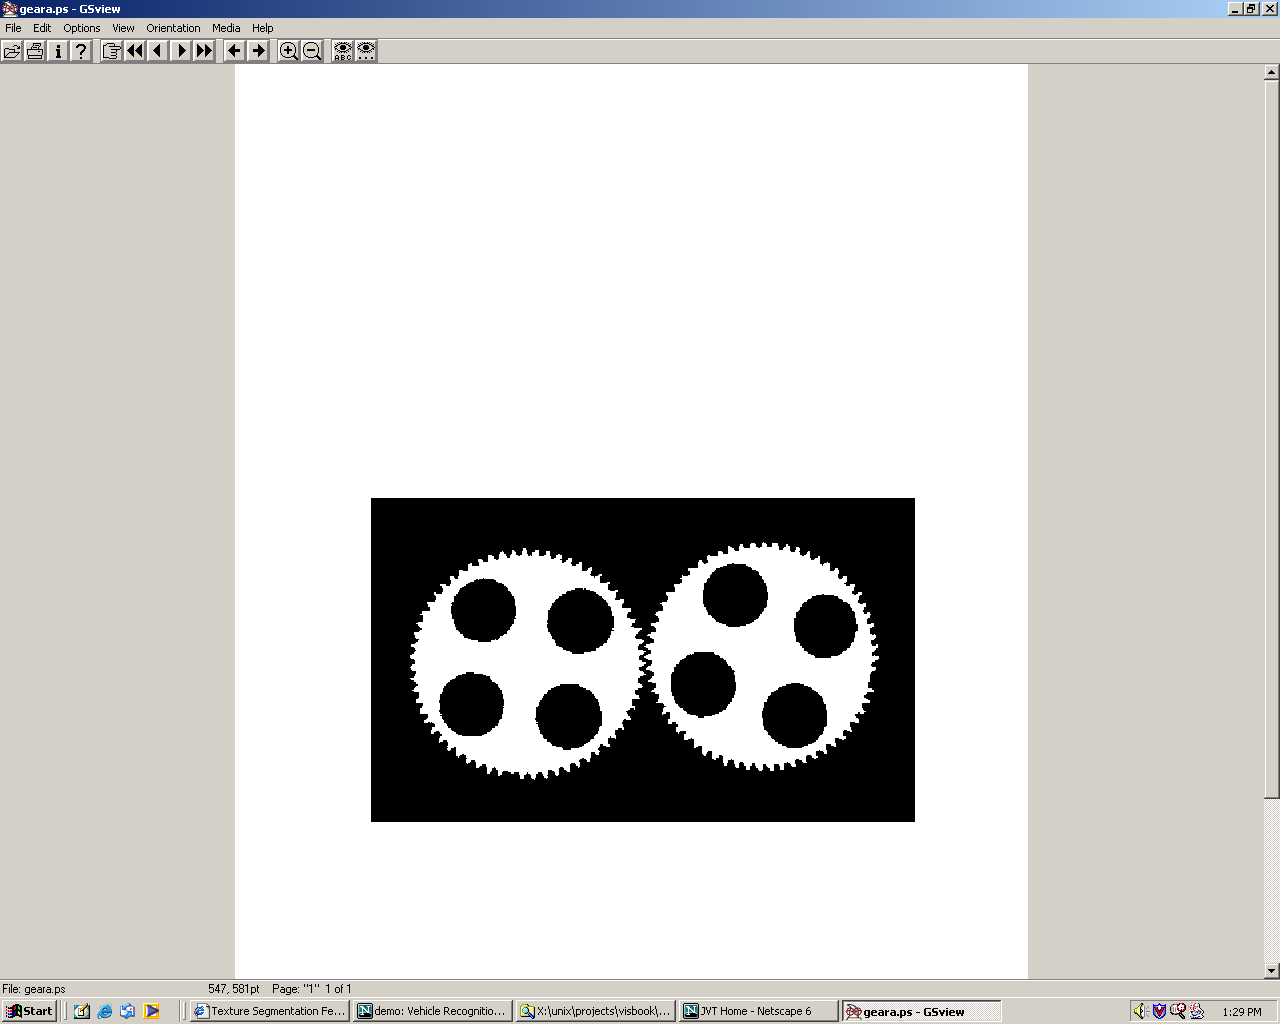 geara.ps - GSview
File Edit Options View Orientation Media Help
i ?
ABC
File: geara.ps 547, 581pt Page: "1" 1 of 1
Start Texture Segmentation Fe... demo: Vehicle Recognitio... X:\unix\projects\visbook\... JVT Home - Netscape 6 geara.ps - GSview 1:29 PM